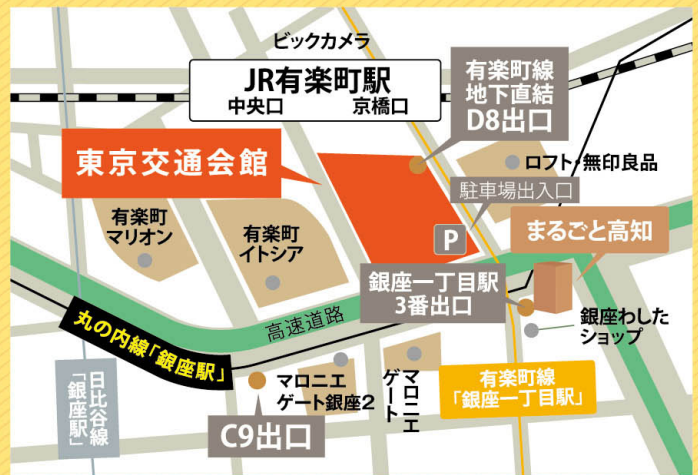 ビックカメラ
JR有楽町駅
中央口 京橋口
有楽町線
地下直結
D8出口
東京交通会館
ロフト・無印良品
駐車場出入口
P
有楽町
マリオン
有楽町
イトシア
まるごと高知
銀座一丁目駅
3番出口
高速道路
銀座わした
ショップ
丸の内線「銀座駅」
日比谷線
「銀座駅」
マロニエ
ゲート銀座2
マロニエ
ゲート
有楽町線
「銀座一丁目駅」
C9出口